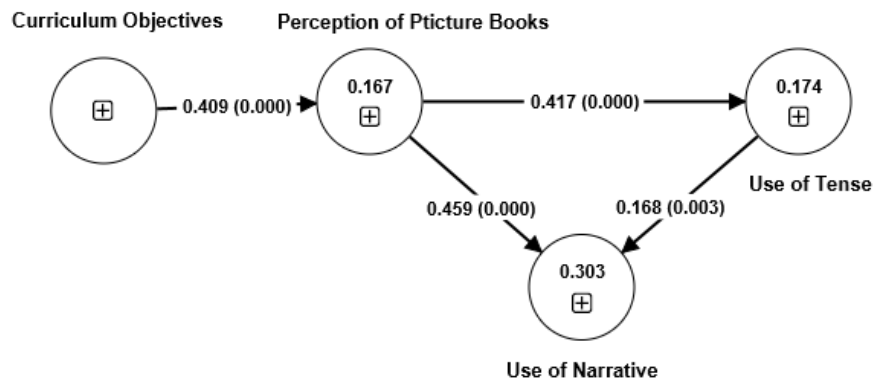 Curriculum Objectives
Perception of Pticture Books
0.167
0.174
0.409 (0.000)
0.417 (0.000)
Use of Tense
0.459 (0.000)
0.168 (0.003)
0.303
Use of Narrative